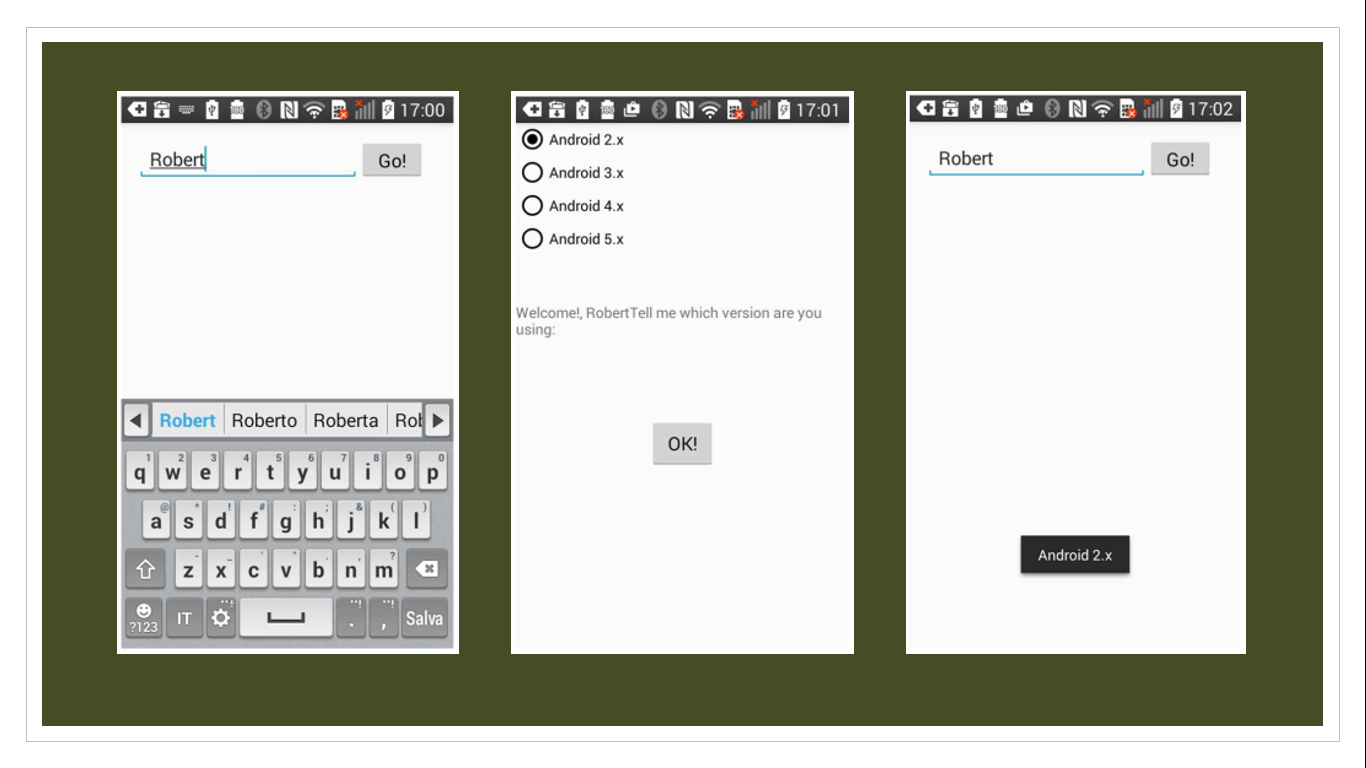 17:00
Robert
Go!
Robert Roberto Roberta Rob
1 2 3 4 5 6 7 8 9 0
q w e r t y u i o p
@ * ! # : ; & ( )
a s d f g h j k l
- _ ' " ?
z x c v b n m
?123 IT . , Salva
17:01
Android 2.x
Android 3.x
Android 4.x
Android 5.x
Welcome!, RobertTell me which version are you
using:
OK!
17:02
Robert
Go!
Android 2.x